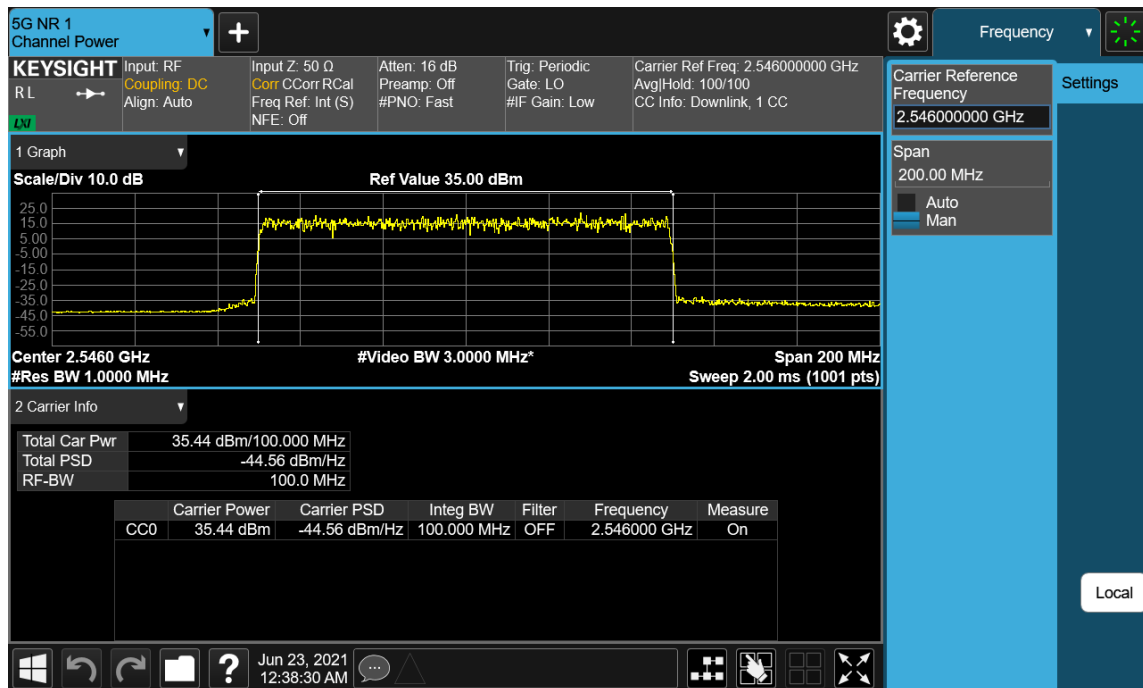 5G NR 1
Channel Power
+
Frequency
KEYSIGHT
R L
LXI
Input: RF
Coupling: DC
Align: Auto
Input Z: 50 Ω
Corr CCorr RCal
Freq Ref: Int (S)
NFE: Off
Atten: 16 dB
Preamp: Off
#PNO: Fast
Trig: Periodic
Gate: LO
#IF Gain: Low
Carrier Ref Freq: 2.546000000 GHz
Avg|Hold: 100/100
CC Info: Downlink, 1 CC
Carrier Reference
Frequency
2.546000000 GHz
Settings
Span
200.00 MHz
Auto
Man
1 Graph
Scale/Div 10.0 dB
Ref Value 35.00 dBm
25.0
15.0
5.00
-5.00
-15.0
-25.0
-35.0
-45.0
-55.0
Center 2.5460 GHz
#Video BW 3.0000 MHz*
Span 200 MHz
#Res BW 1.0000 MHz
Sweep 2.00 ms (1001 pts)
2 Carrier Info
Total Car Pwr 35.44 dBm/100.000 MHz
Total PSD -44.56 dBm/Hz
RF-BW 100.0 MHz
Carrier Power Carrier PSD Integ BW Filter Frequency Measure
CC0 35.44 dBm -44.56 dBm/Hz 100.000 MHz OFF 2.546000 GHz On
Local
?
Jun 23, 2021
12:38:30 AM